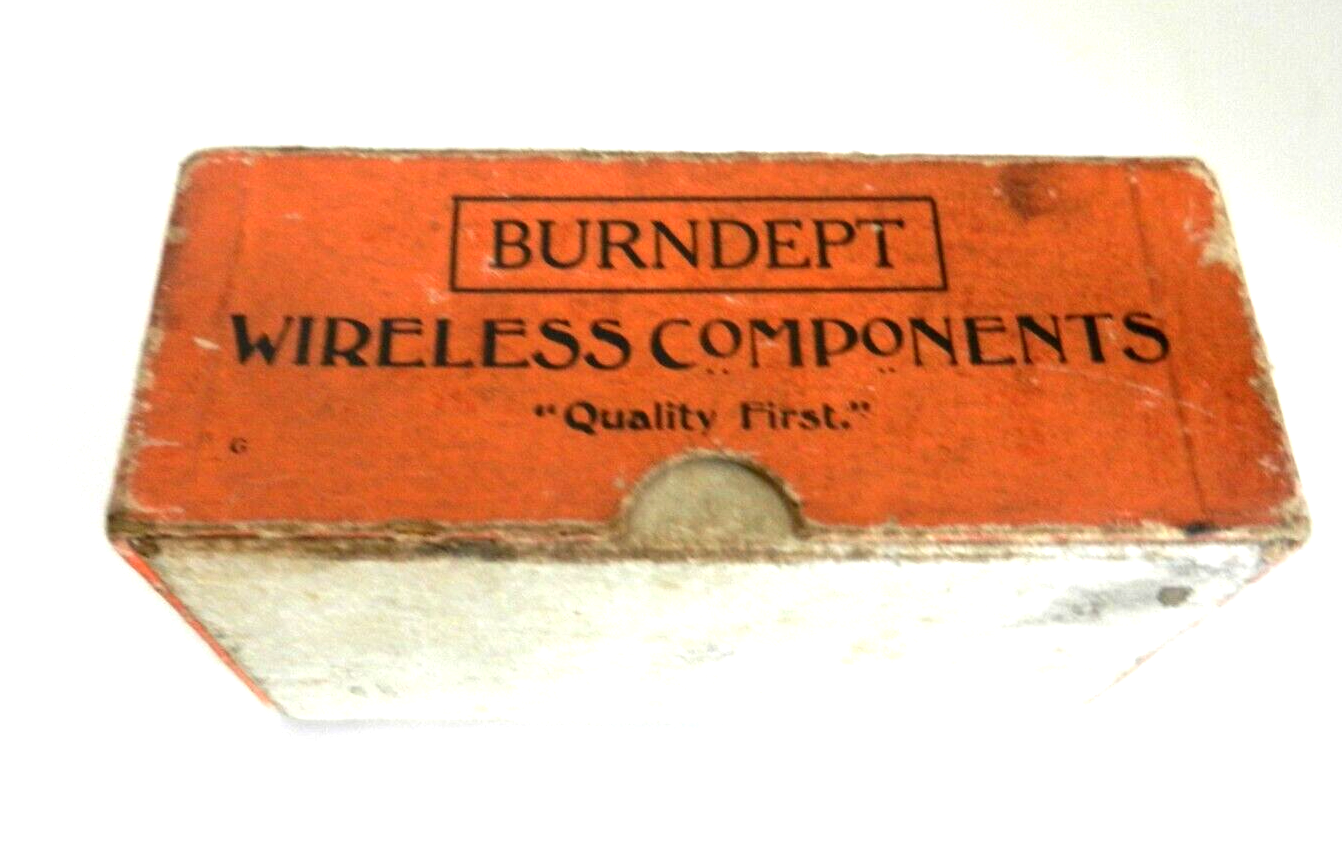 BURNDEPT
WIRELESS COMPONENTS
"Quality First."
G